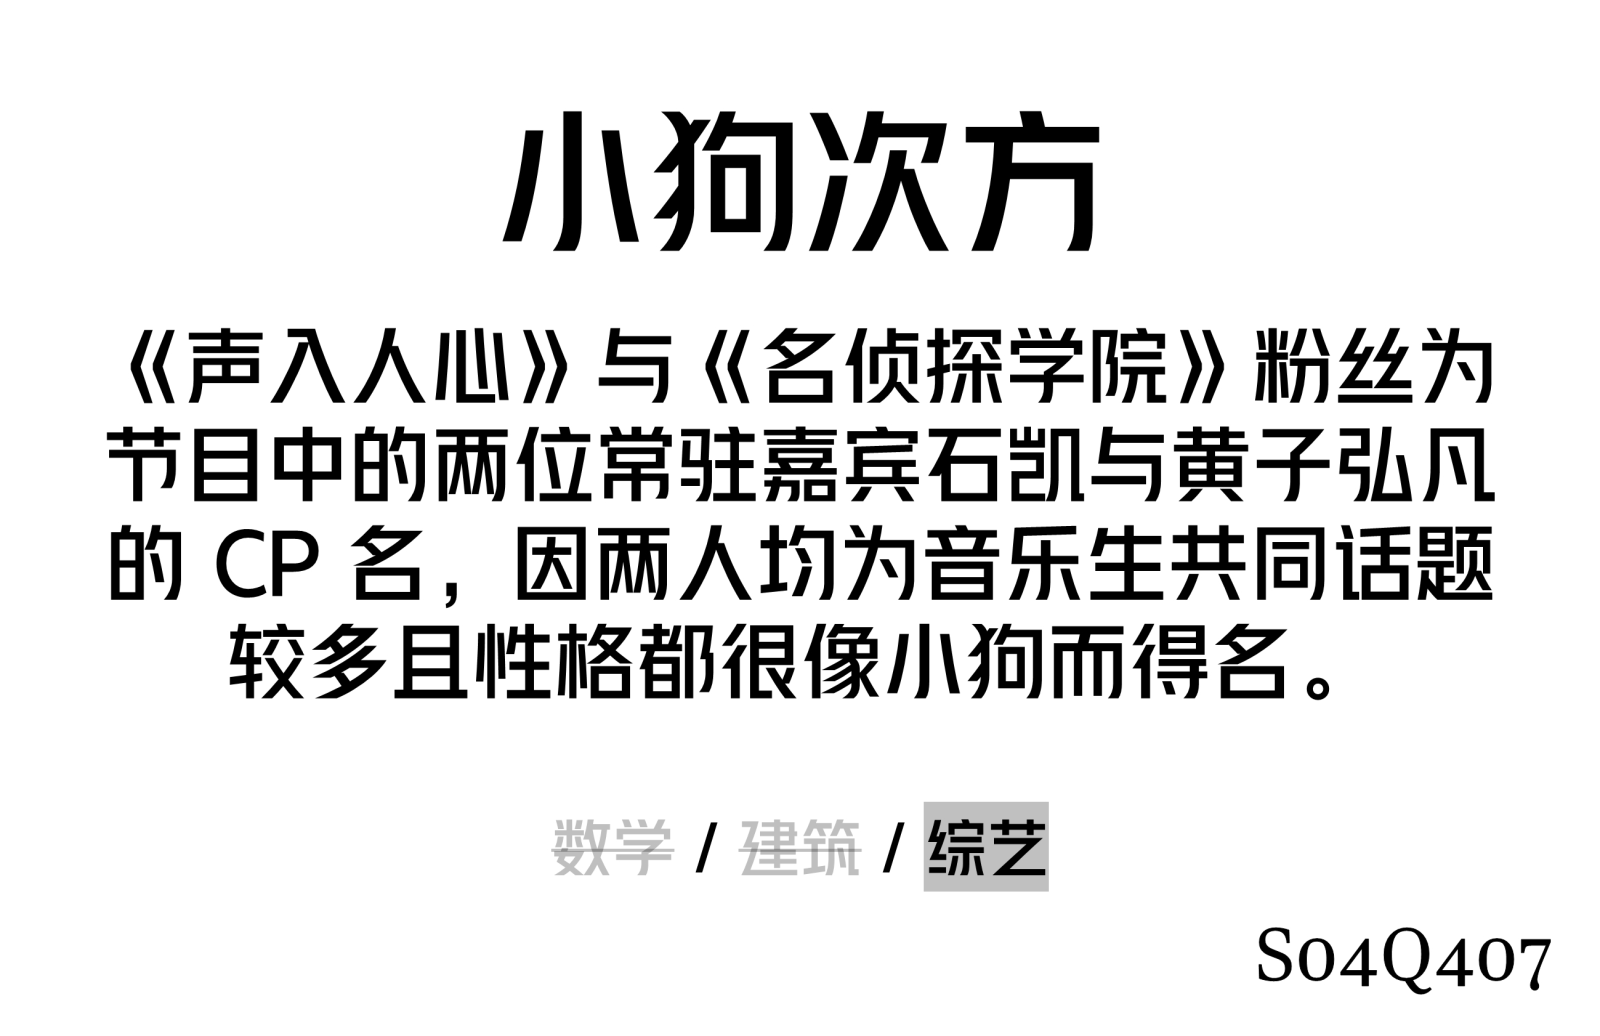 小狗次方
《声入人心》与《名侦探学院》粉丝为
节目中的两位常驻嘉宾石凯与黄子弘凡
的 CP 名，因两人均为音乐生共同话题
较多且性格都很像小狗而得名。
数学 / 建筑 / 综艺
S04Q407